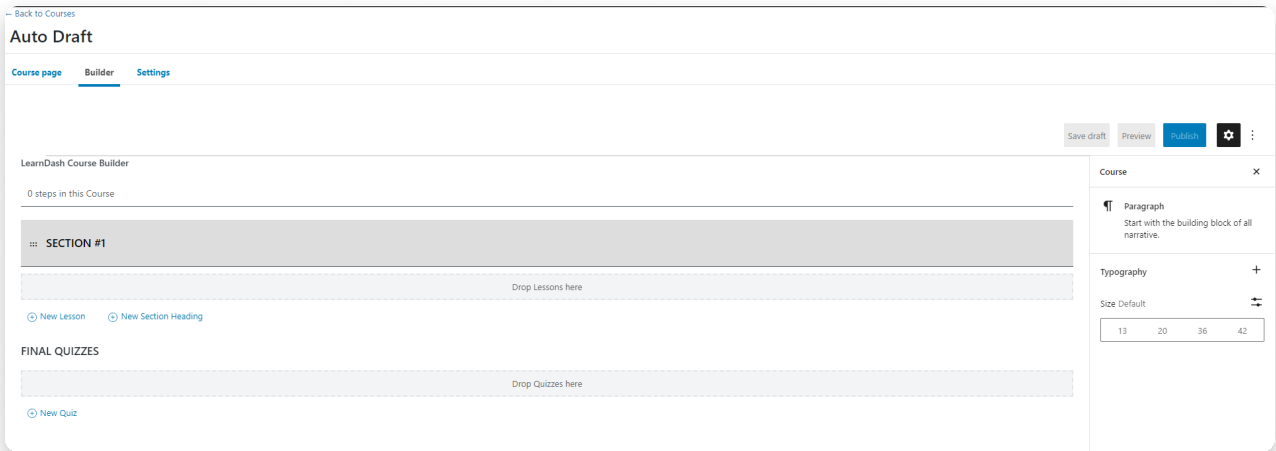 ← Back to Courses
Auto Draft
Course page Builder Settings
Save draft Preview Publish
LearnDash Course Builder
0 steps in this Course
SECTION #1
Drop Lessons here
New Lesson New Section Heading
FINAL QUIZZES
Drop Quizzes here
New Quiz
Course
Paragraph
Start with the building block of all
narrative.
Typography
Size Default
13 20 36 42